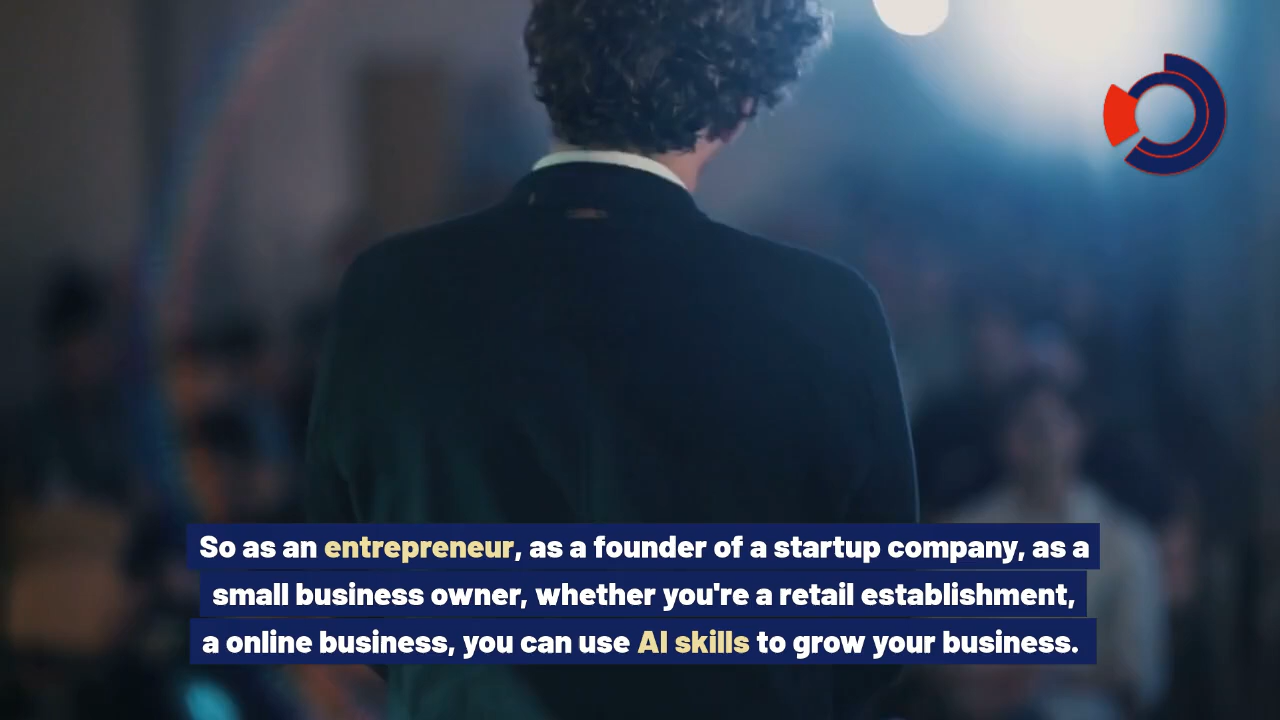 So as an entrepreneur, as a founder of a startup company, as a
small business owner, whether you're a retail establishment,
a online business, you can use AI skills to grow your business.